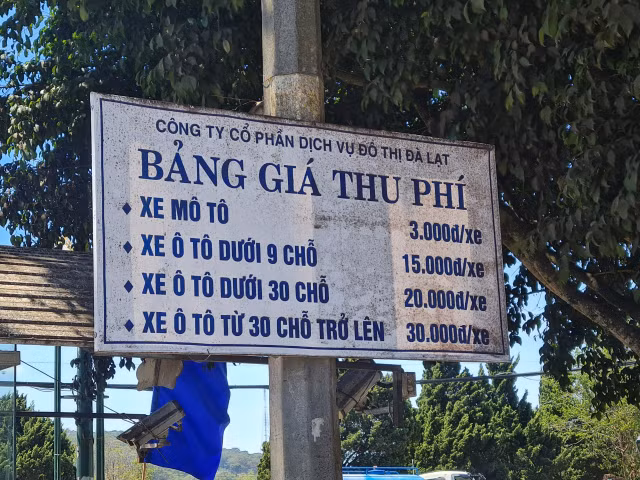 CÔNG TY CỔ PHẦN DỊCH VỤ ĐÔ THỊ ĐÀ LẠT
BẢNG GIÁ THU PHÍ
♦ XE MÔ TÔ 3.000đ/xe
♦ XE Ô TÔ DƯỚI 9 CHỖ 15.000đ/xe
♦ XE Ô TÔ DƯỚI 30 CHỖ 20.000đ/xe
♦ XE Ô TÔ TỪ 30 CHỖ TRỞ LÊN 30.000đ/xe